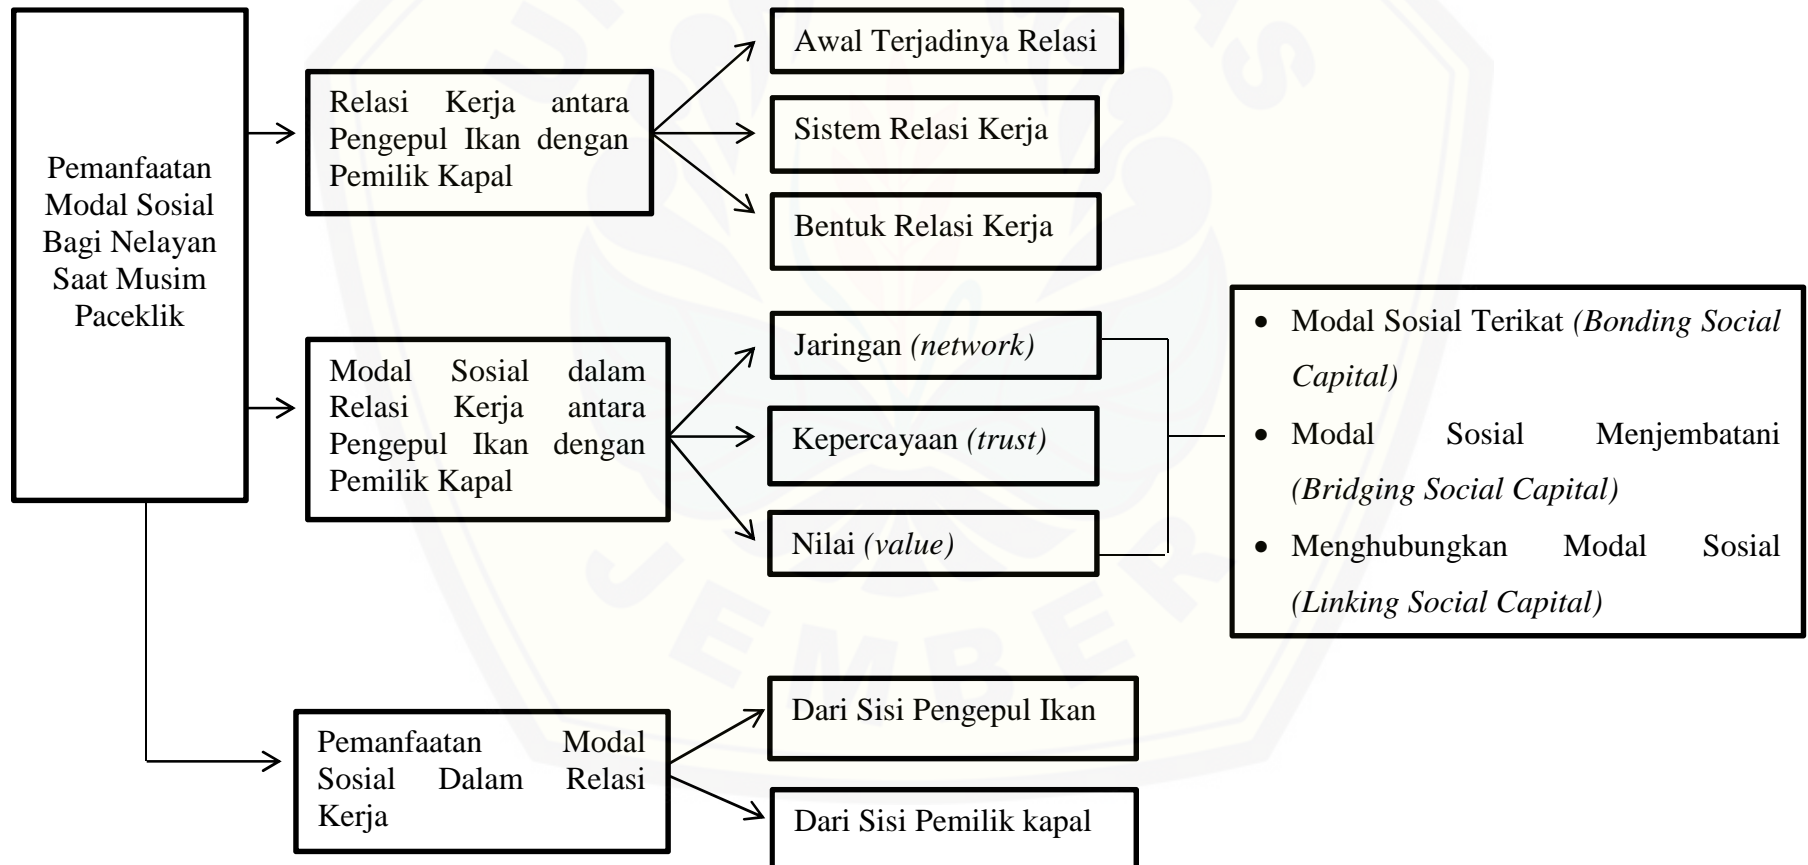 Pemanfaatan
Modal Sosial
Bagi Nelayan
Saat Musim
Paceklik
Relasi Kerja antara
Pengepul Ikan dengan
Pemilik Kapal
Awal Terjadinya Relasi
Sistem Relasi Kerja
Bentuk Relasi Kerja
Modal Sosial dalam
Relasi Kerja antara
Pengepul Ikan dengan
Pemilik Kapal
Jaringan (network)
Kepercayaan (trust)
Nilai (value)
• Modal Sosial Terikat (Bonding Social
Capital)
• Modal Sosial Menjembatani
(Bridging Social Capital)
• Menghubungkan Modal Sosial
(Linking Social Capital)
Pemanfaatan Modal
Sosial Dalam Relasi
Kerja
Dari Sisi Pengepul Ikan
Dari Sisi Pemilik kapal
JEMBER